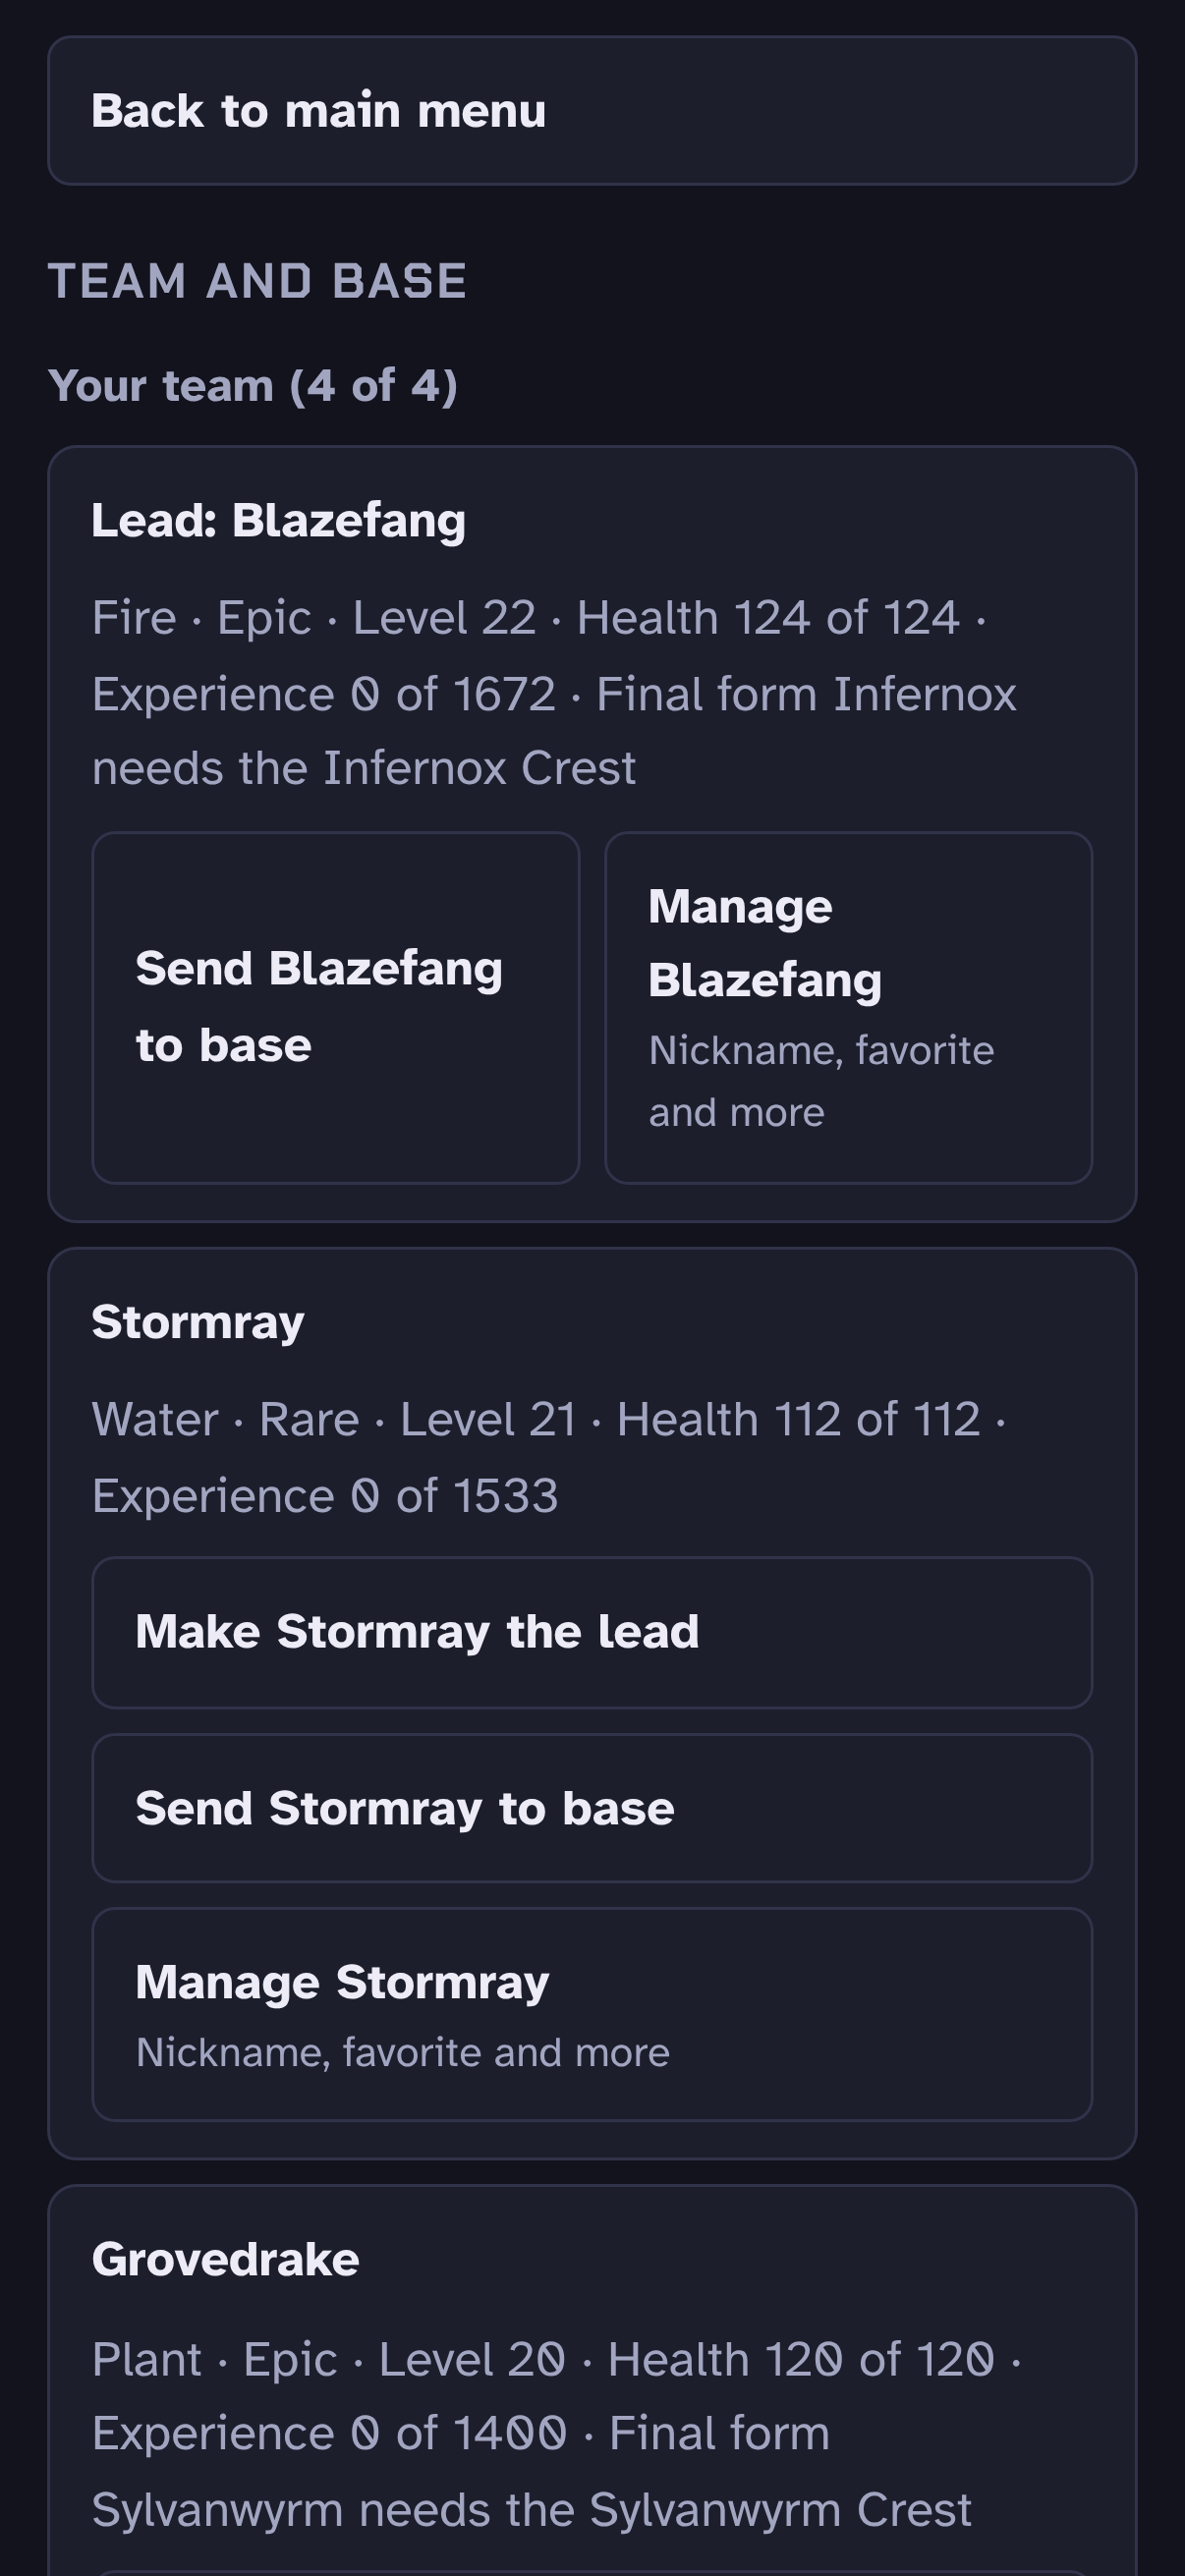 Back to main menu
TEAM AND BASE
Your team (4 of 4)
Lead: Blazefang
Fire · Epic · Level 22 · Health 124 of 124 ·
Experience 0 of 1672 · Final form Infernox
needs the Infernox Crest
Send Blazefang
to base
Manage
Blazefang
Nickname, favorite
and more
Stormray
Water · Rare · Level 21 · Health 112 of 112 ·
Experience 0 of 1533
Make Stormray the lead
Send Stormray to base
Manage Stormray
Nickname, favorite and more
Grovedrake
Plant · Epic · Level 20 · Health 120 of 120 ·
Experience 0 of 1400 · Final form
Sylvanwyrm needs the Sylvanwyrm Crest